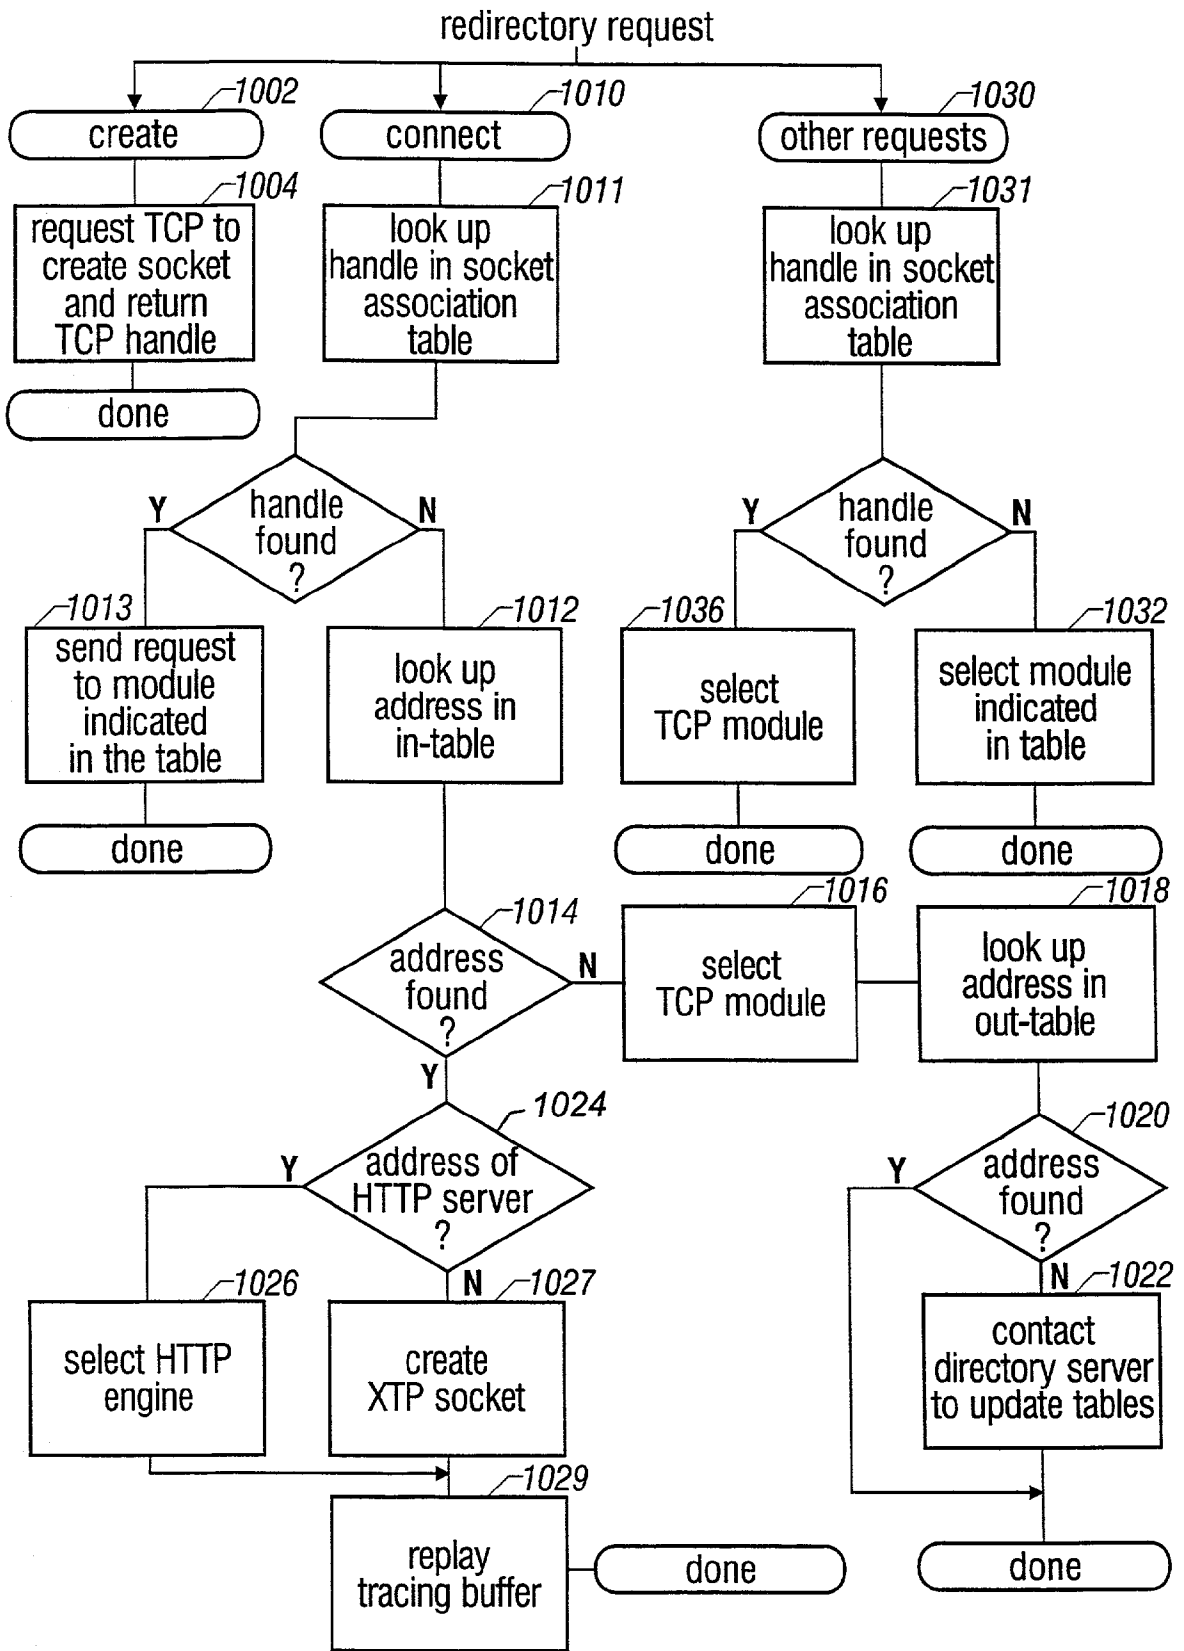 redirectory request
1002
create
1004
request TCP to
create socket
and return
TCP handle
done
1010
connect
1011
look up
handle in socket
association
table
handle
found
?
Y
N
1013
send request
to module
indicated
in the table
done
1012
look up
address in
in-table
1014
address
found
?
N
Y
1016
select
TCP module
1018
look up
address in
out-table
1020
address
found
?
Y
N
1022
contact
directory server
to update tables
done
1024
address of
HTTP server
?
Y
N
1026
select HTTP
engine
1027
create
XTP socket
1029
replay
tracing buffer
done
1030
other requests
1031
look up
handle in socket
association
table
handle
found
?
Y
N
1036
select
TCP module
done
1032
select module
indicated
in table
done